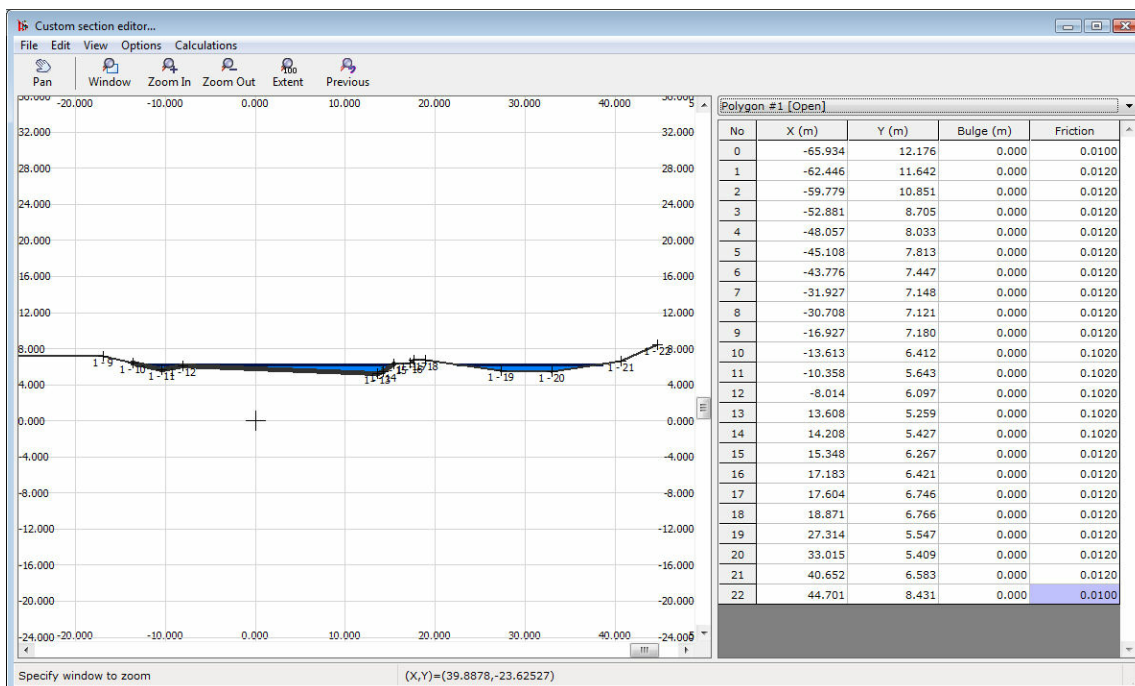 Custom section editor...
File Edit View Options Calculations
Pan Window Zoom In Zoom Out Extent Previous
100
-20.000 -10.000 0.000 10.000 20.000 30.000 40.000
32.000 32.000
28.000 28.000
24.000 24.000
20.000 20.000
16.000 16.000
12.000 12.000
8.000 8.000
4.000 4.000
0.000 0.000
-4.000 -4.000
-8.000 -8.000
-12.000 -12.000
-16.000 -16.000
-20.000 -20.000
-24.000 -20.000 -10.000 0.000 10.000 20.000 30.000 40.000 -24.000
1 - 9 1 - 10 1 - 11 1 - 12 1 - 19 1 - 20 1 - 21 1 - 22
Polygon #1 [Open]
No X (m) Y (m) Bulge (m) Friction
0 -65.934 12.176 0.000 0.0100
1 -62.446 11.642 0.000 0.0120
2 -59.779 10.851 0.000 0.0120
3 -52.881 8.705 0.000 0.0120
4 -48.057 8.033 0.000 0.0120
5 -45.108 7.813 0.000 0.0120
6 -43.776 7.447 0.000 0.0120
7 -31.927 7.148 0.000 0.0120
8 -30.708 7.121 0.000 0.0120
9 -16.927 7.180 0.000 0.0120
10 -13.613 6.412 0.000 0.1020
11 -10.358 5.643 0.000 0.1020
12 -8.014 6.097 0.000 0.1020
13 13.608 5.259 0.000 0.1020
14 14.208 5.427 0.000 0.1020
15 15.348 6.267 0.000 0.0120
16 17.183 6.421 0.000 0.0120
17 17.604 6.746 0.000 0.0120
18 18.871 6.766 0.000 0.0120
19 27.314 5.547 0.000 0.0120
20 33.015 5.409 0.000 0.0120
21 40.652 6.583 0.000 0.0120
22 44.701 8.431 0.000 0.0100
Specify window to zoom (X,Y)=(39.8878,-23.62527)